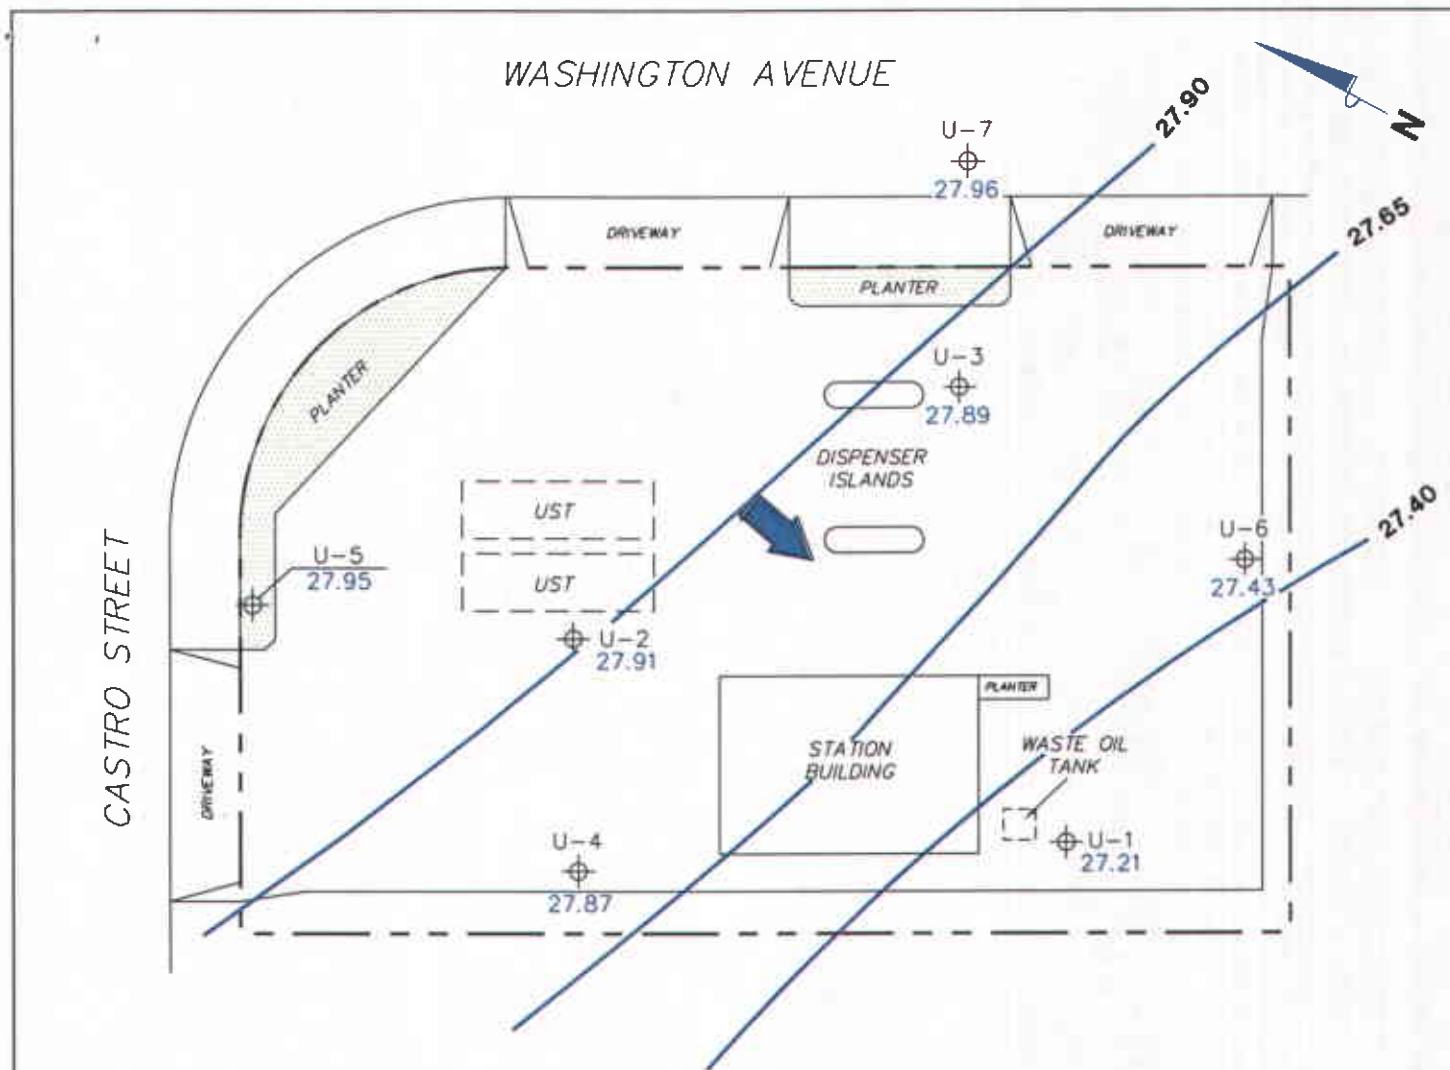 WASHINGTON AVENUE
N
27.90
U-7
27.96
27.65
DRIVEWAY
DRIVEWAY
PLANTER
U-3
27.89
PLANTER
DISPENSER
ISLANDS
27.40
UST
U-6
27.43
U-5
27.95
UST
CASTRO STREET
U-2
27.91
PLANTER
STATION
BUILDING
WASTE OIL
TANK
DRIVEWAY
U-4
27.87
U-1
27.21